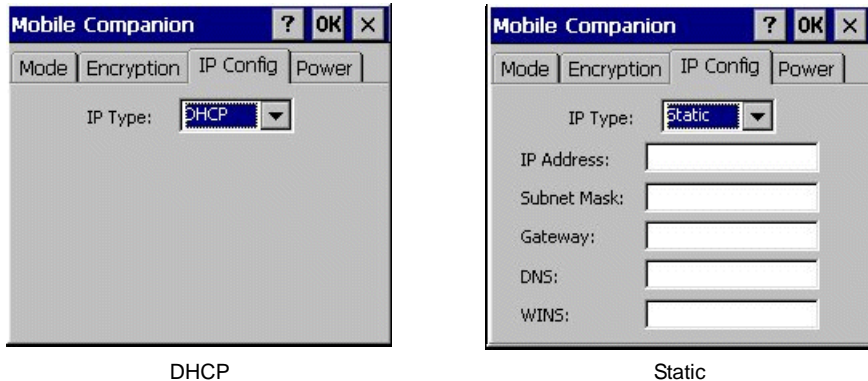 Mobile Companion ? OK ×
Mode Encryption IP Config Power
IP Type: DHCP
DHCP
Mobile Companion ? OK ×
Mode Encryption IP Config Power
IP Type: Static
IP Address:
Subnet Mask:
Gateway:
DNS:
WINS:
Static